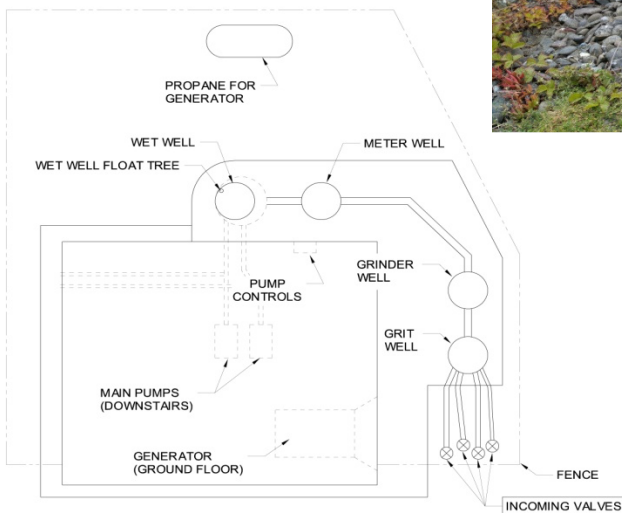 PROPANE FOR
GENERATOR
WET WELL
METER WELL
WET WELL FLOAT TREE
GRINDER
WELL
PUMP
CONTROLS
GRIT
WELL
MAIN PUMPS
(DOWNSTAIRS)
GENERATOR
(GROUND FLOOR)
FENCE
INCOMING VALVES